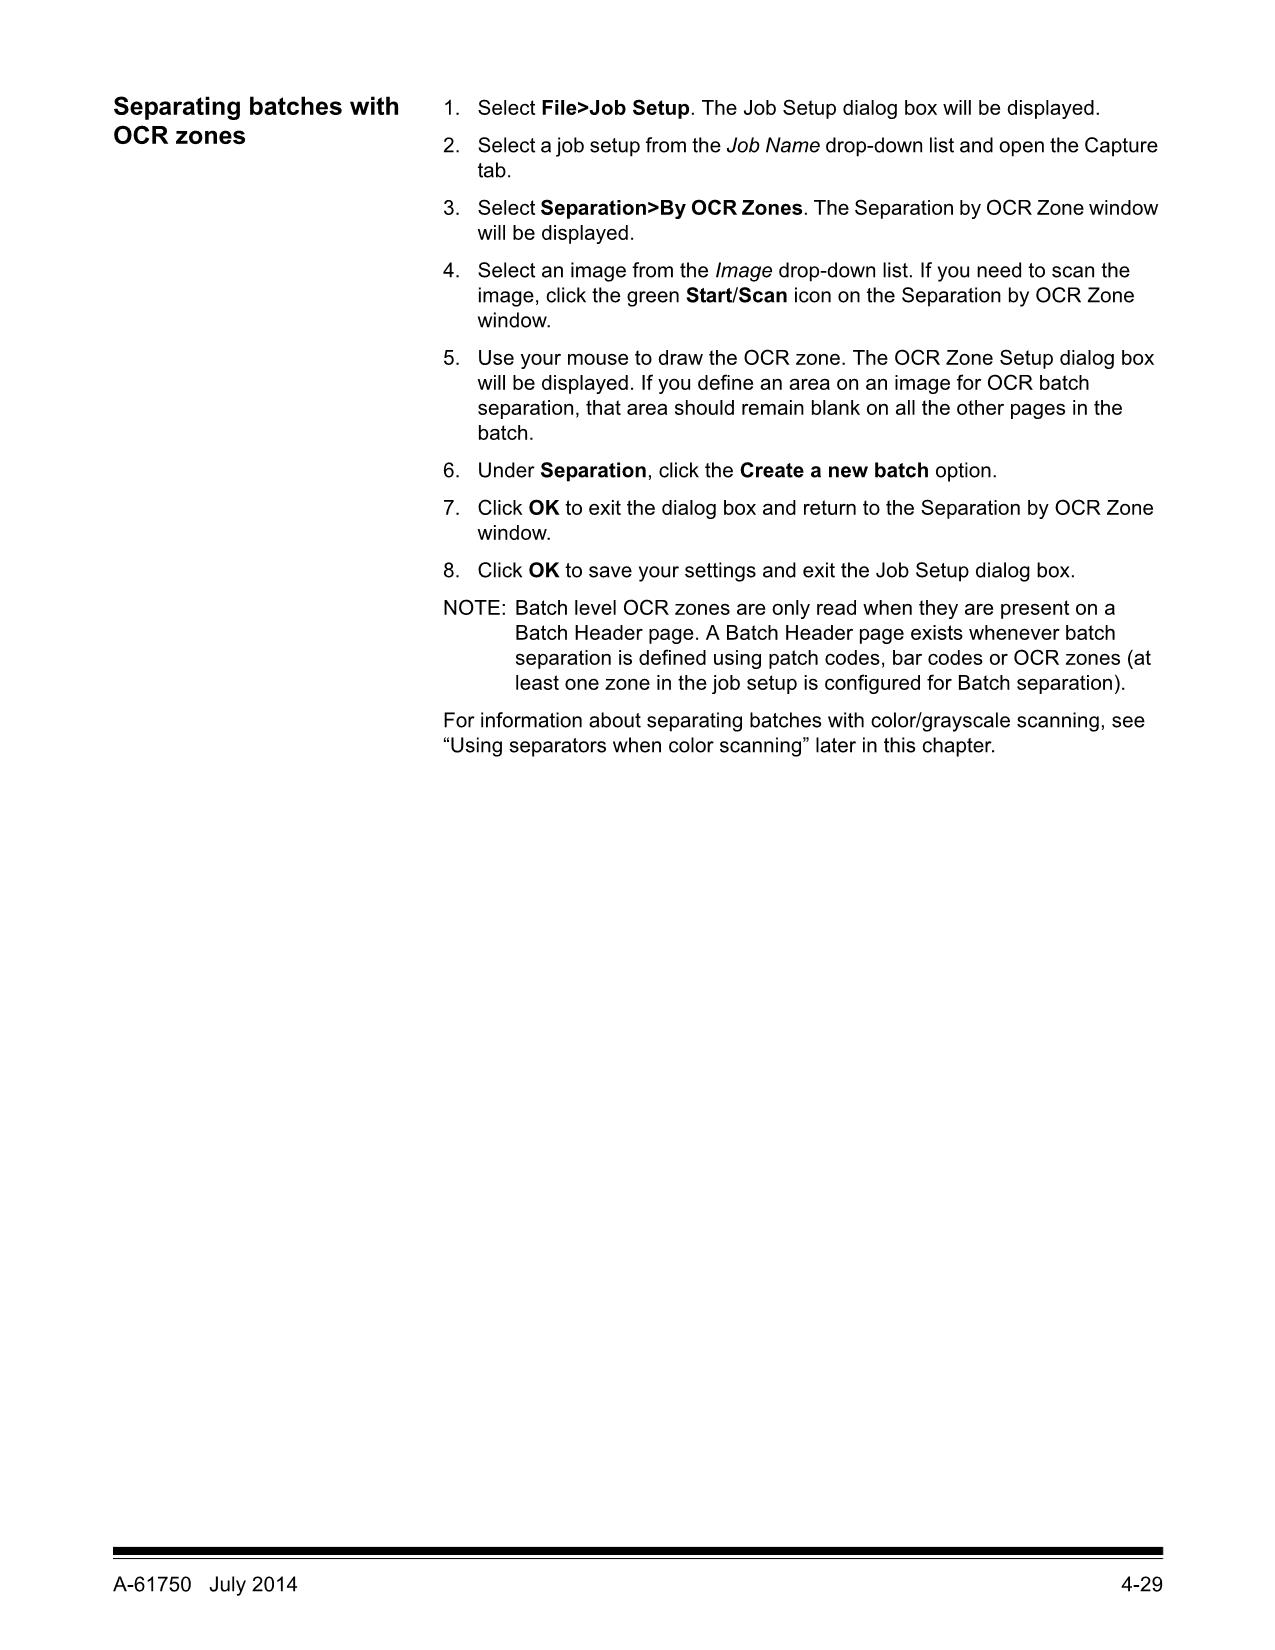 Separating batches with
OCR zones
1. Select File>Job Setup. The Job Setup dialog box will be displayed.
2. Select a job setup from the Job Name drop-down list and open the Capture
tab.
3. Select Separation>By OCR Zones. The Separation by OCR Zone window
will be displayed.
4. Select an image from the Image drop-down list. If you need to scan the
image, click the green Start/Scan icon on the Separation by OCR Zone
window.
5. Use your mouse to draw the OCR zone. The OCR Zone Setup dialog box
will be displayed. If you define an area on an image for OCR batch
separation, that area should remain blank on all the other pages in the
batch.
6. Under Separation, click the Create a new batch option.
7. Click OK to exit the dialog box and return to the Separation by OCR Zone
window.
8. Click OK to save your settings and exit the Job Setup dialog box.
NOTE: Batch level OCR zones are only read when they are present on a
Batch Header page. A Batch Header page exists whenever batch
separation is defined using patch codes, bar codes or OCR zones (at
least one zone in the job setup is configured for Batch separation).
For information about separating batches with color/grayscale scanning, see
“Using separators when color scanning” later in this chapter.
A-61750 July 2014 4-29